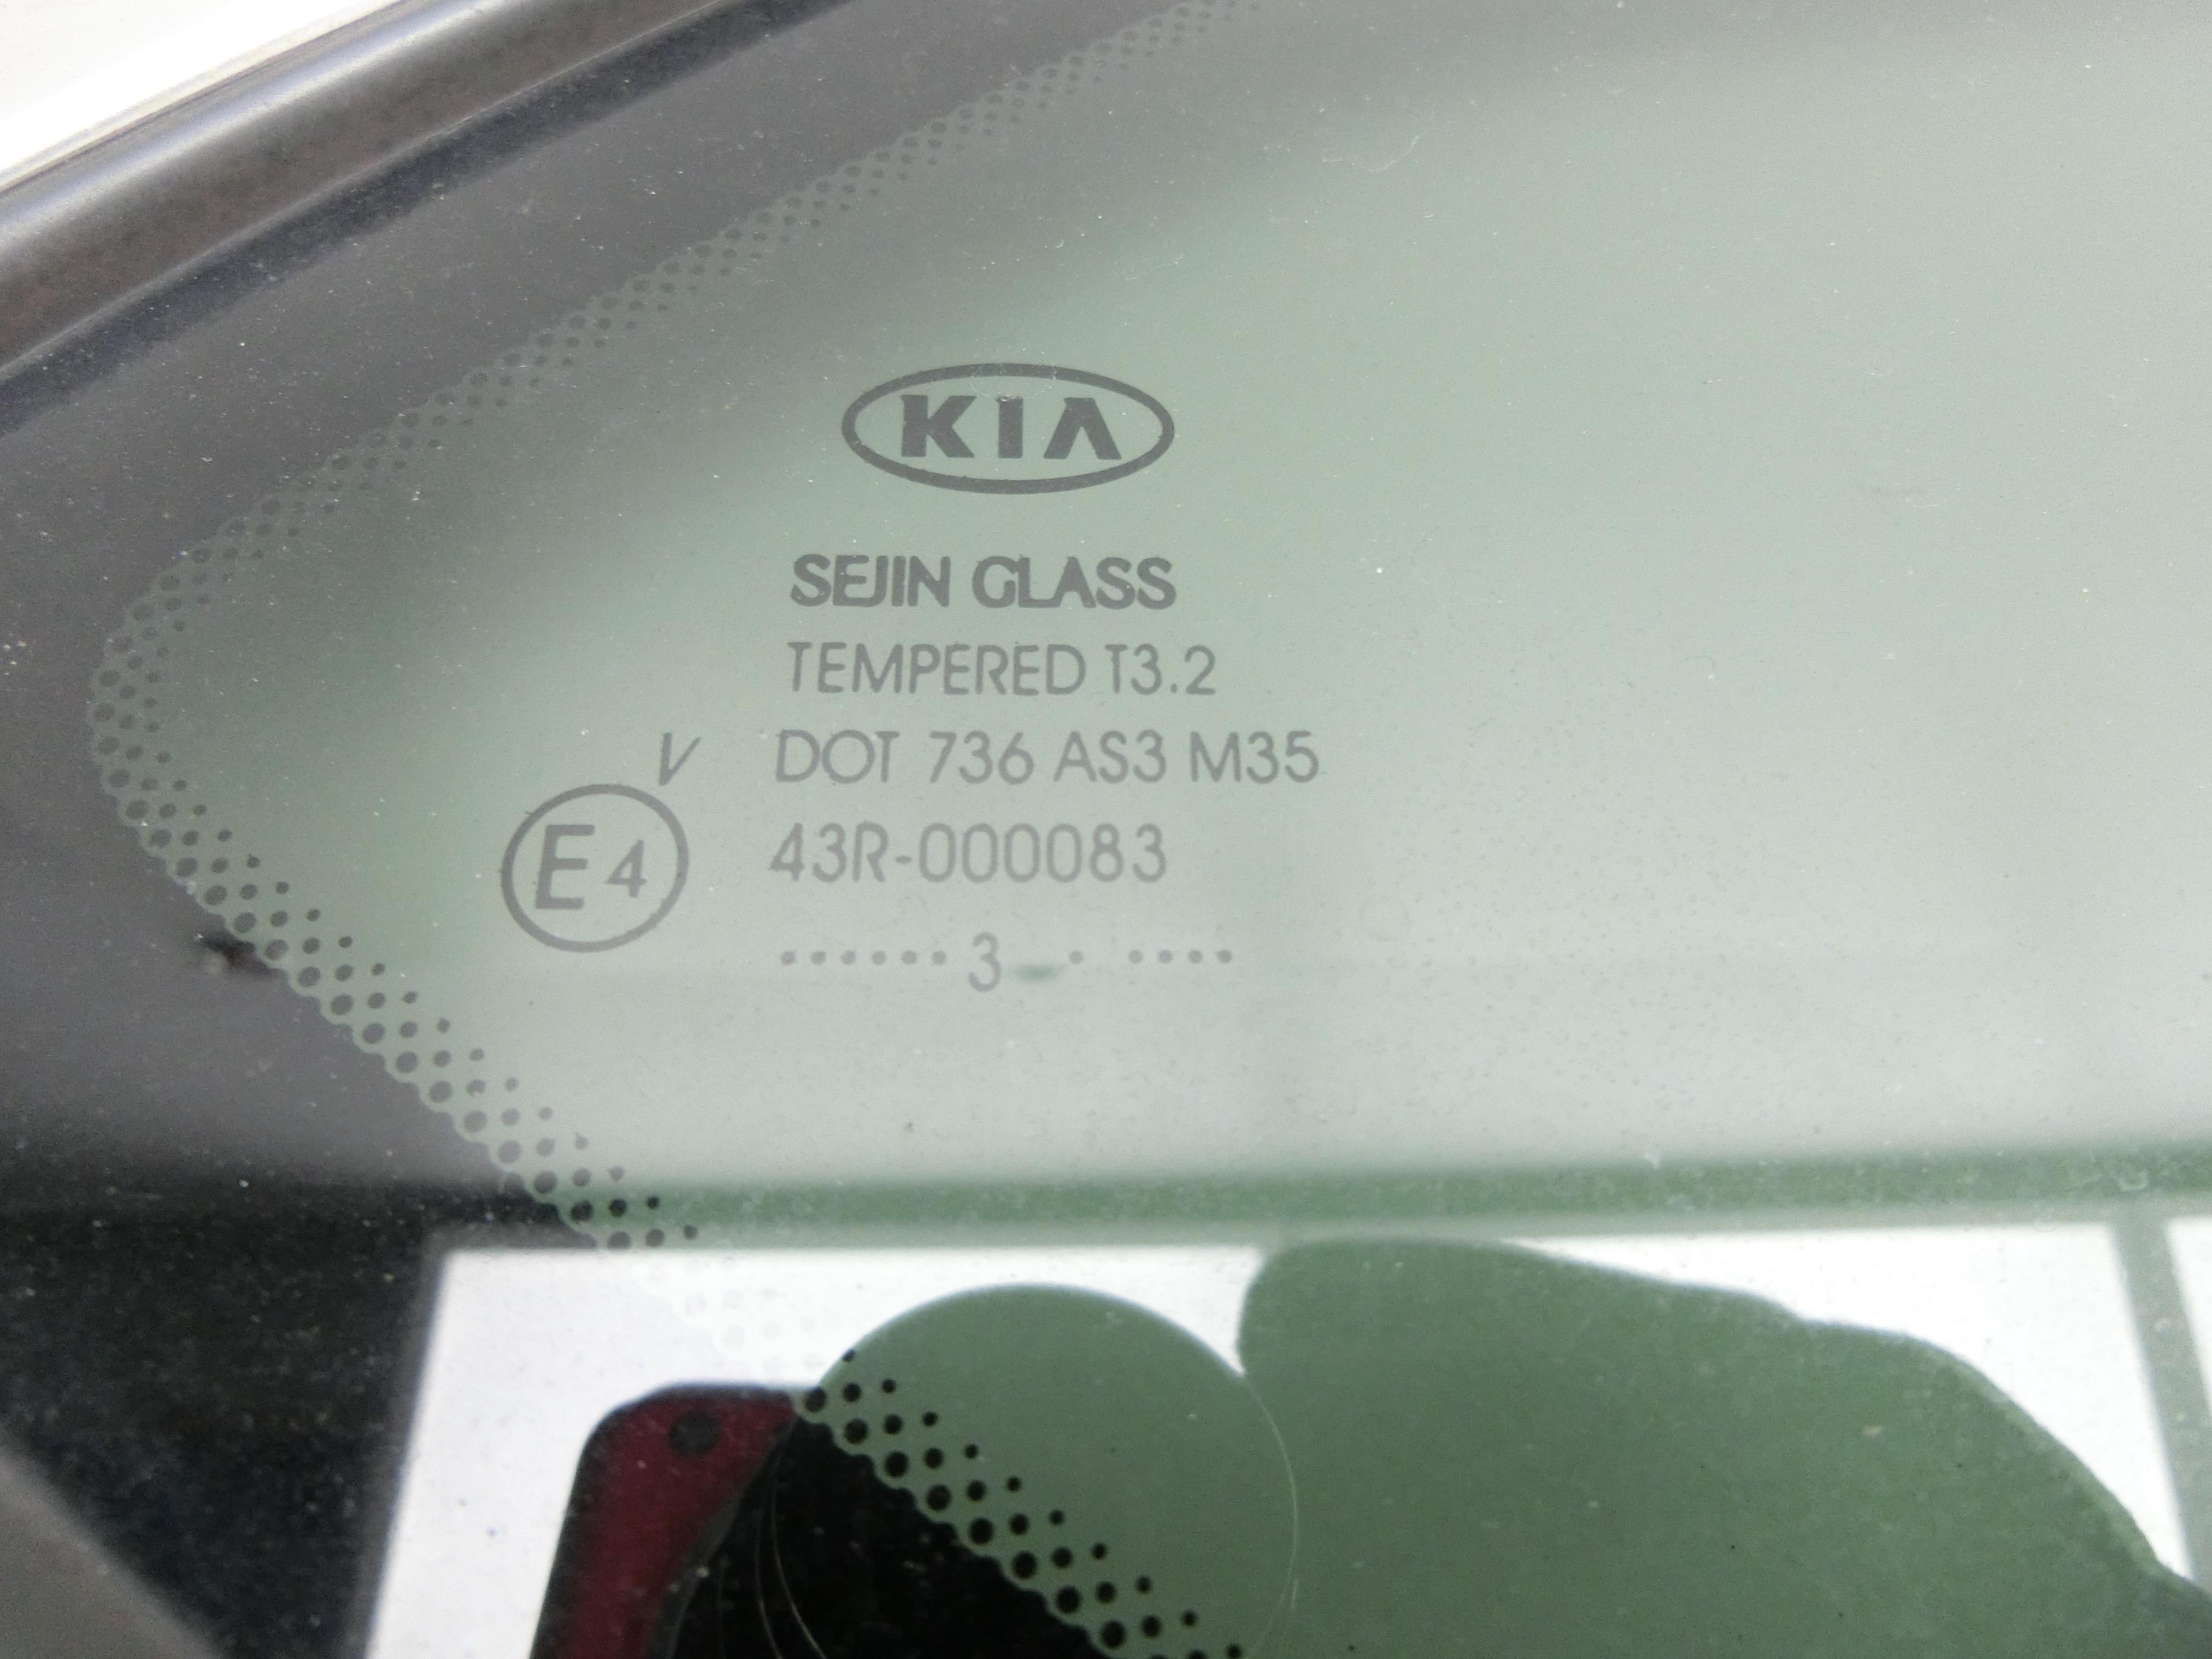 KIA
SEJIN GLASS
TEMPERED T3.2
V DOT 736 AS3 M35
E4 43R-000083
......3 . ....